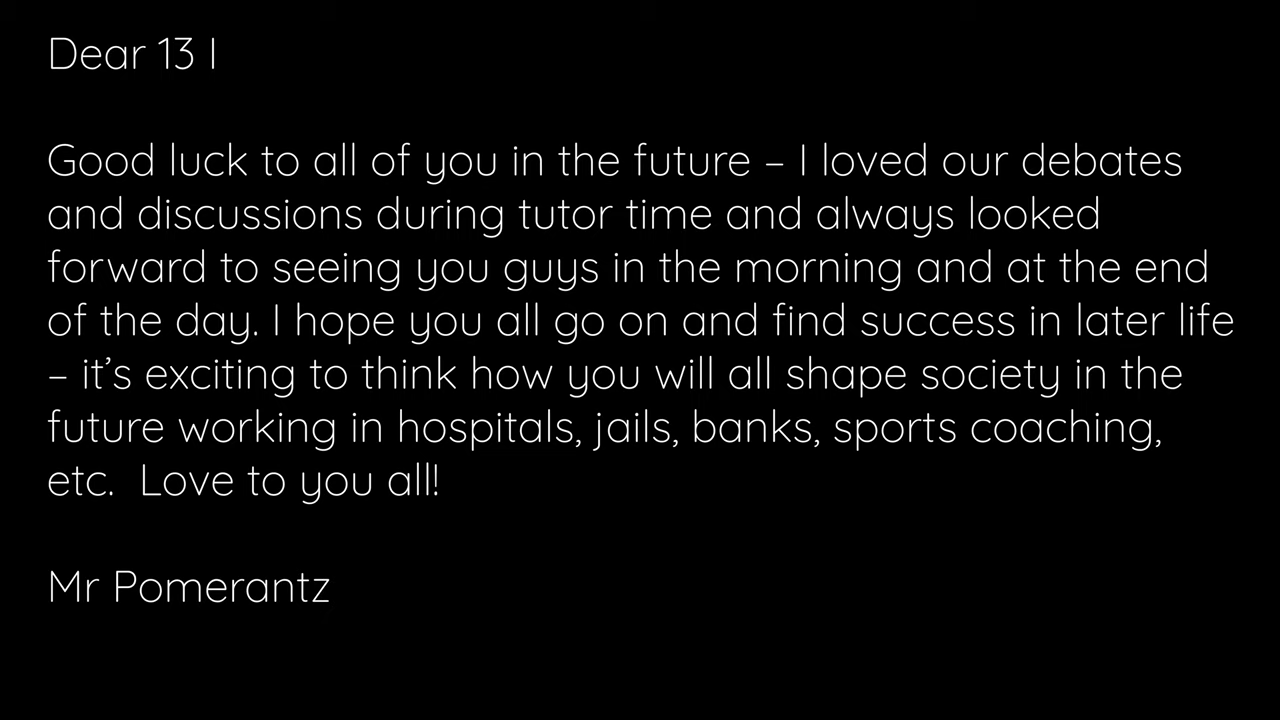 Dear 13 I
Good luck to all of you in the future – I loved our debates
and discussions during tutor time and always looked
forward to seeing you guys in the morning and at the end
of the day. I hope you all go on and find success in later life
– it’s exciting to think how you will all shape society in the
future working in hospitals, jails, banks, sports coaching,
etc.  Love to you all!
Mr Pomerantz